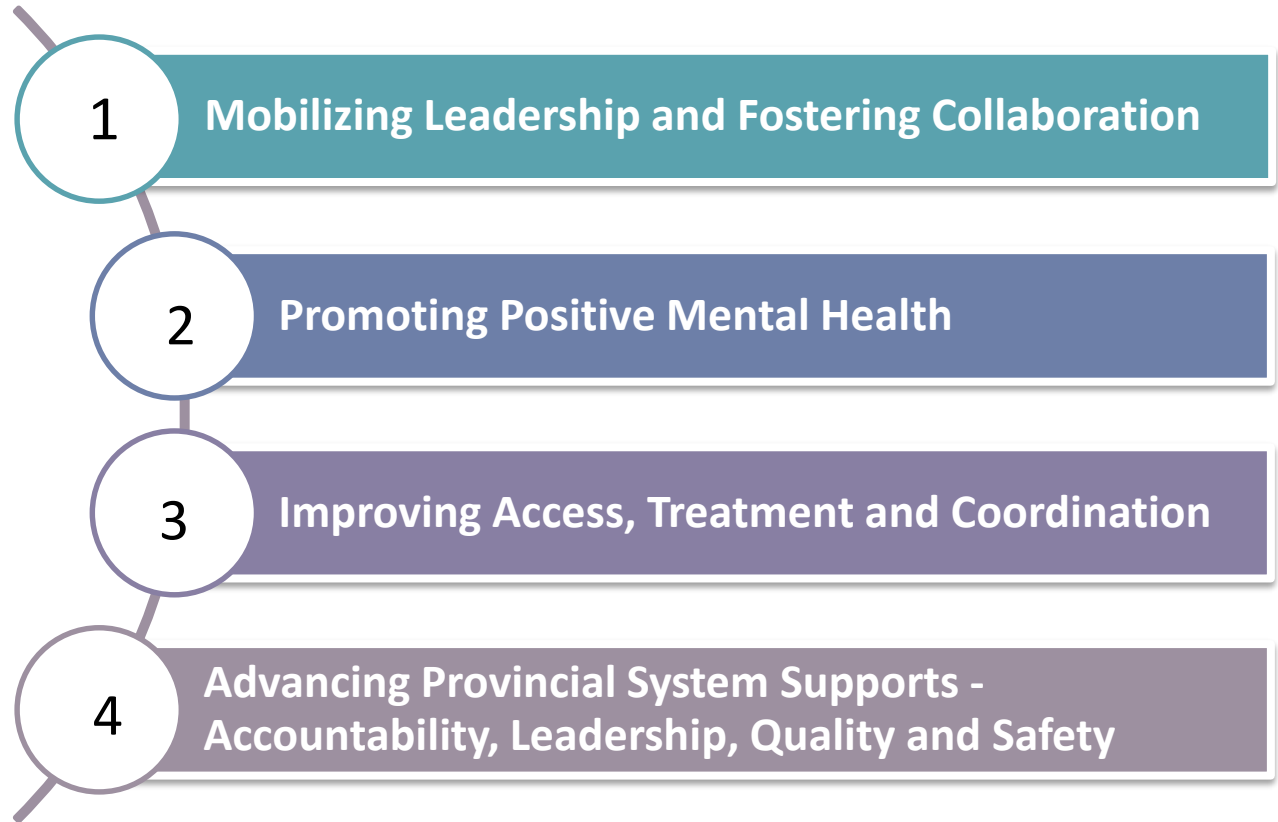 1
Mobilizing Leadership and Fostering Collaboration
2
Promoting Positive Mental Health
3
Improving Access, Treatment and Coordination
4
Advancing Provincial System Supports -
Accountability, Leadership, Quality and Safety